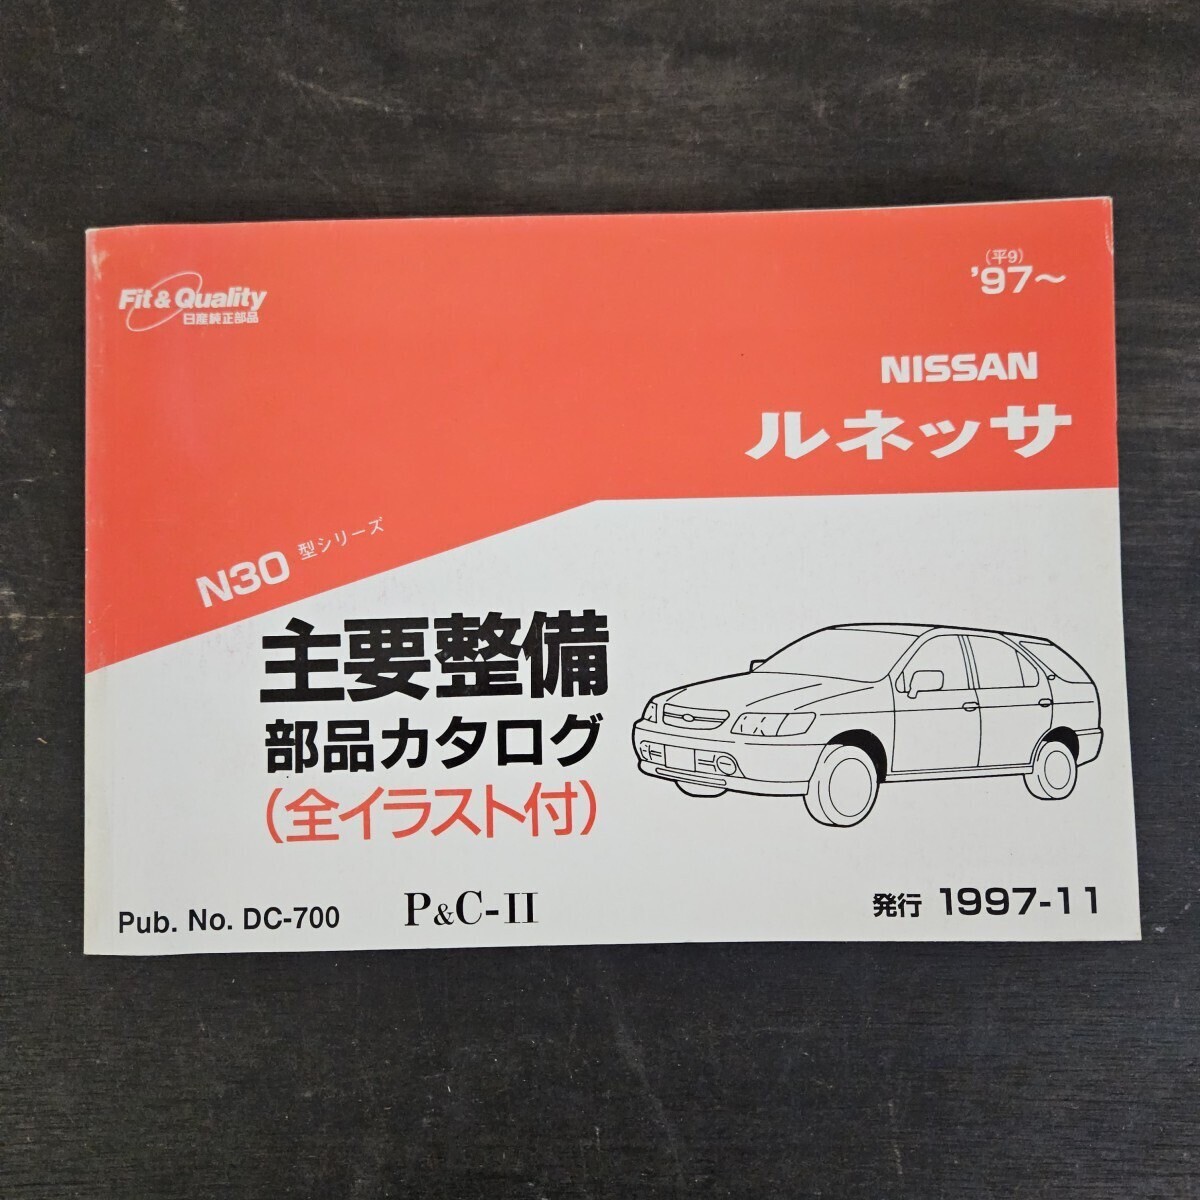 Fit & Quality
日産純正部品
(平9)
'97～
NISSAN
ルネッサ
N30 型シリーズ
主要整備
部品カタログ
(全イラスト付)
Pub. No. DC-700 P&C-II 発行 1997-11